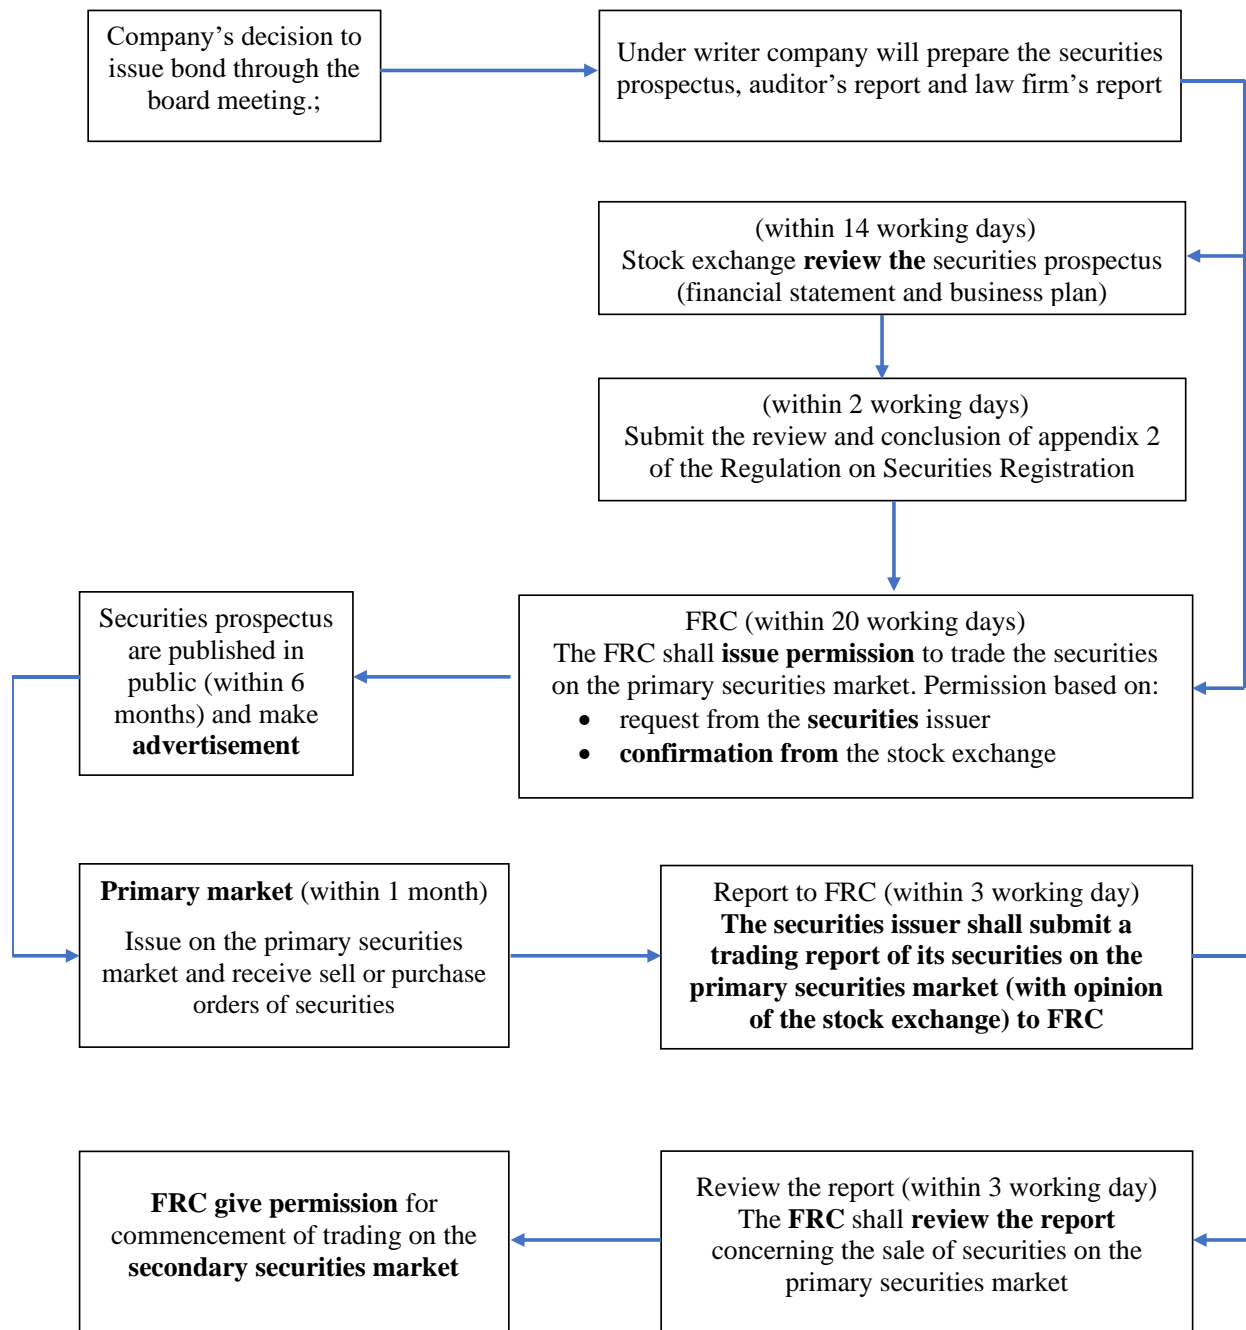 Company’s decision to
issue bond through the
board meeting.;
Under writer company will prepare the securities
prospectus, auditor’s report and law firm’s report
(within 14 working days)
Stock exchange review the securities prospectus
(financial statement and business plan)
(within 2 working days)
Submit the review and conclusion of appendix 2
of the Regulation on Securities Registration
Securities prospectus
are published in
public (within 6
months) and make
advertisement
FRC (within 20 working days)
The FRC shall issue permission to trade the securities
on the primary securities market. Permission based on:
• request from the securities issuer
• confirmation from the stock exchange
Primary market (within 1 month)
Issue on the primary securities
market and receive sell or purchase
orders of securities
Report to FRC (within 3 working day)
The securities issuer shall submit a
trading report of its securities on the
primary securities market (with opinion
of the stock exchange) to FRC
FRC give permission for
commencement of trading on the
secondary securities market
Review the report (within 3 working day)
The FRC shall review the report
concerning the sale of securities on the
primary securities market